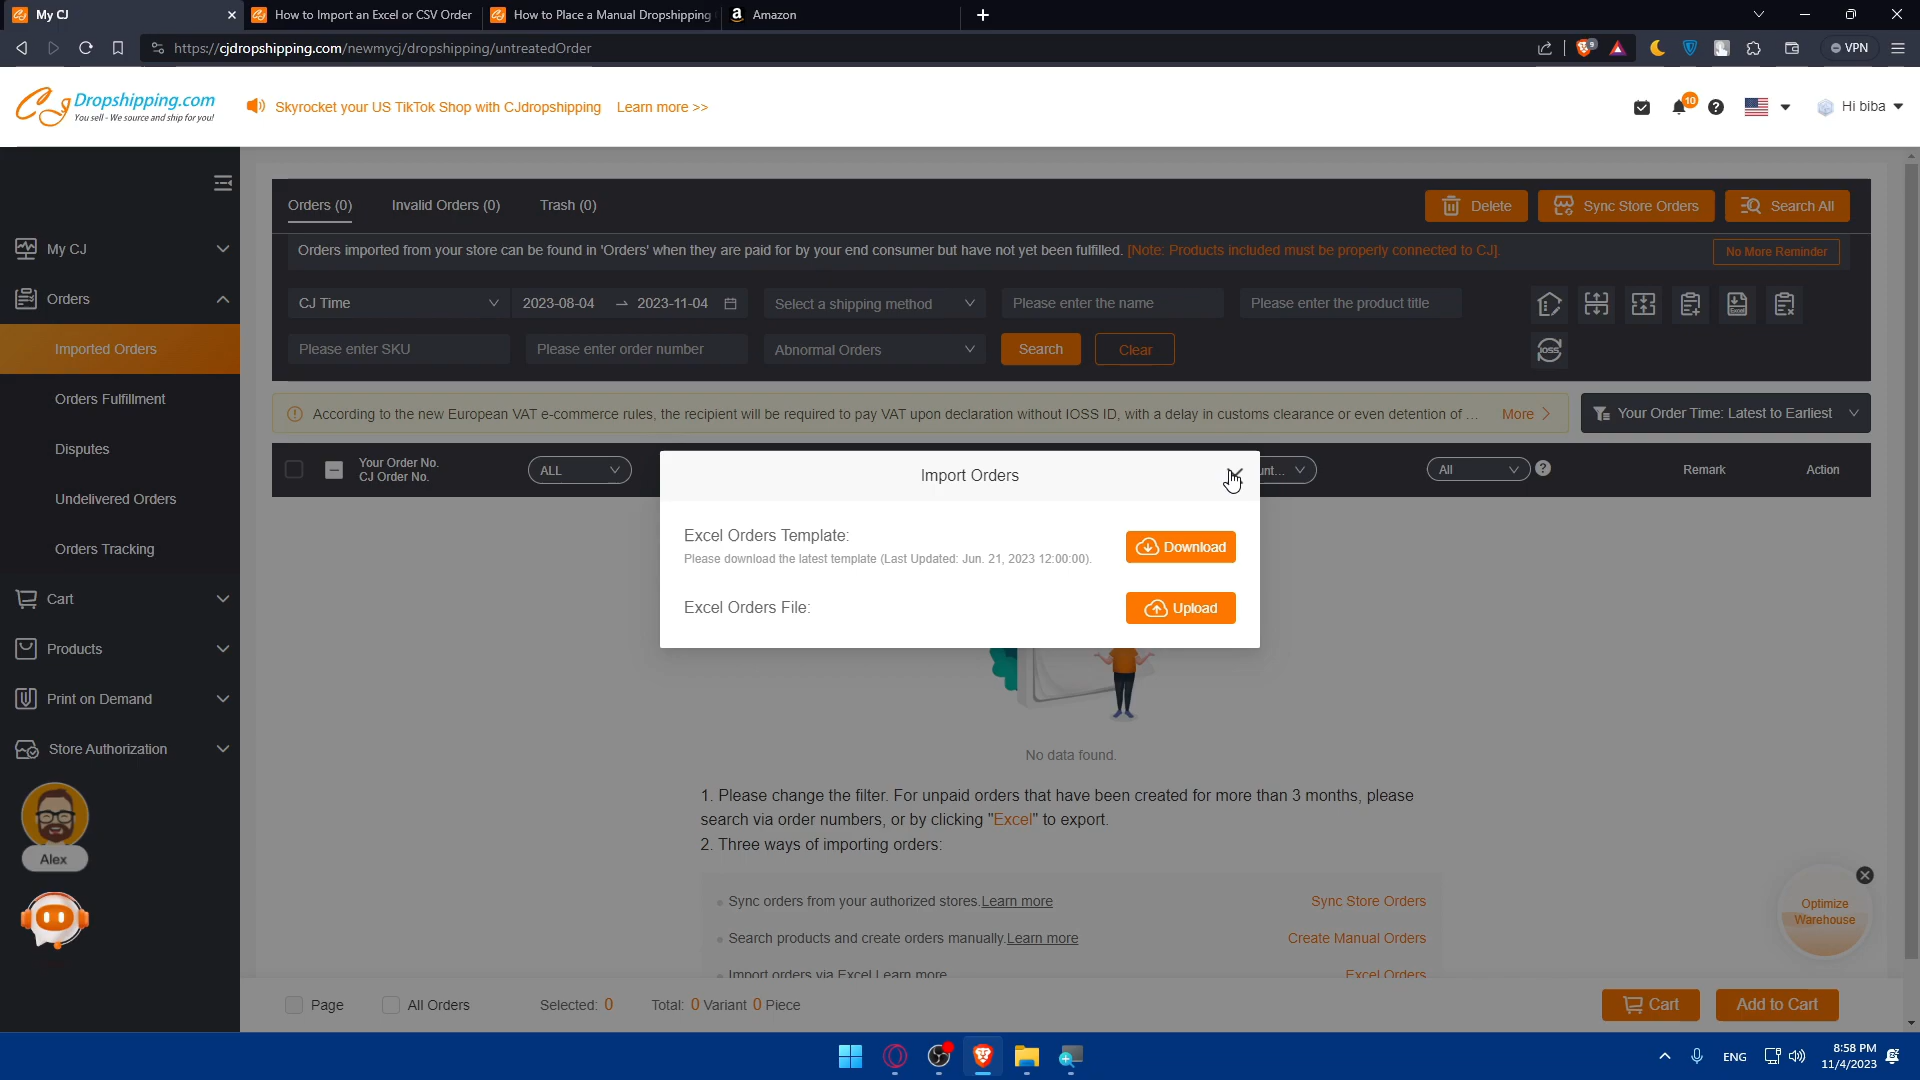 My CJ
How to Import an Excel or CSV Order
How to Place a Manual Dropshipping
Amazon
https://cjdropshipping.com/newmycj/dropshipping/untreatedOrder
VPN
Dropshipping.com
You sell - We source and ship for you!
Skyrocket your US TikTok Shop with CJdropshipping Learn more >>
10
Hi biba
Orders (0) Invalid Orders (0) Trash (0)
Delete
Sync Store Orders
Search All
Orders imported from your store can be found in 'Orders' when they are paid for by your end consumer but have not yet been fulfilled. [Note: Products included must be properly connected to CJ].
No More Reminder
My CJ
Orders
Imported Orders
Orders Fulfillment
Disputes
Undelivered Orders
Orders Tracking
Cart
Products
Print on Demand
Store Authorization
Alex
CJ Time
2023-08-04 → 2023-11-04
Select a shipping method
Please enter the name
Please enter the product title
Please enter SKU
Please enter order number
Abnormal Orders
Search
Clear
Excel
IOSS
According to the new European VAT e-commerce rules, the recipient will be required to pay VAT upon declaration without IOSS ID, with a delay in customs clearance or even detention of ... More
Your Order Time: Latest to Earliest
Your Order No.
CJ Order No.
ALL
unt...
All
Remark
Action
Import Orders
Excel Orders Template:
Please download the latest template (Last Updated: Jun. 21, 2023 12:00:00).
Download
Excel Orders File:
Upload
No data found.
1. Please change the filter. For unpaid orders that have been created for more than 3 months, please
search via order numbers, or by clicking "Excel" to export.
2. Three ways of importing orders:
Sync orders from your authorized stores.Learn more Sync Store Orders
Search products and create orders manually.Learn more Create Manual Orders
Import orders via Excel Learn more Excel Orders
Optimize
Warehouse
Page
All Orders
Selected: 0
Total: 0 Variant 0 Piece
Cart
Add to Cart
ENG
8:58 PM
11/4/2023